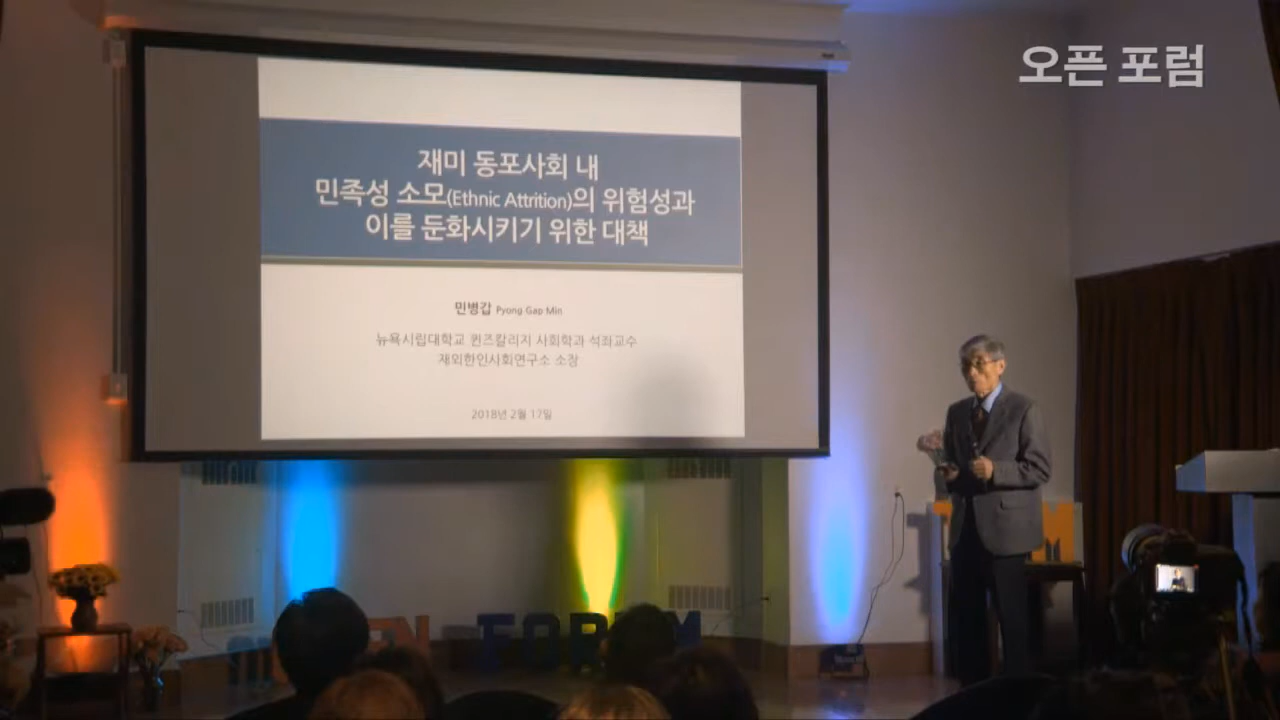 오픈 포럼
재미 동포사회 내
민족성 소모(Ethnic Attrition)의 위험성과
이를 둔화시키기 위한 대책
민병갑 Pyong Gap Min
뉴욕시립대학교 퀸즈칼리지 사회학과 석좌교수
재외한인사회연구소 소장
2018년 2월 17일